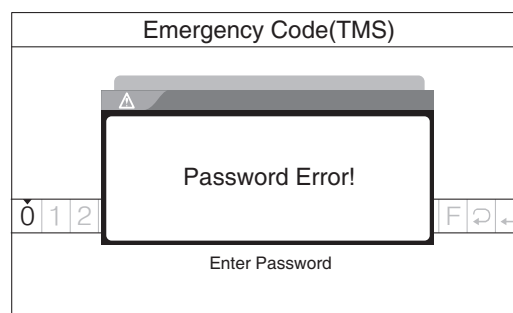 Emergency Code(TMS)
Password Error!
0 1 2 F
Enter Password